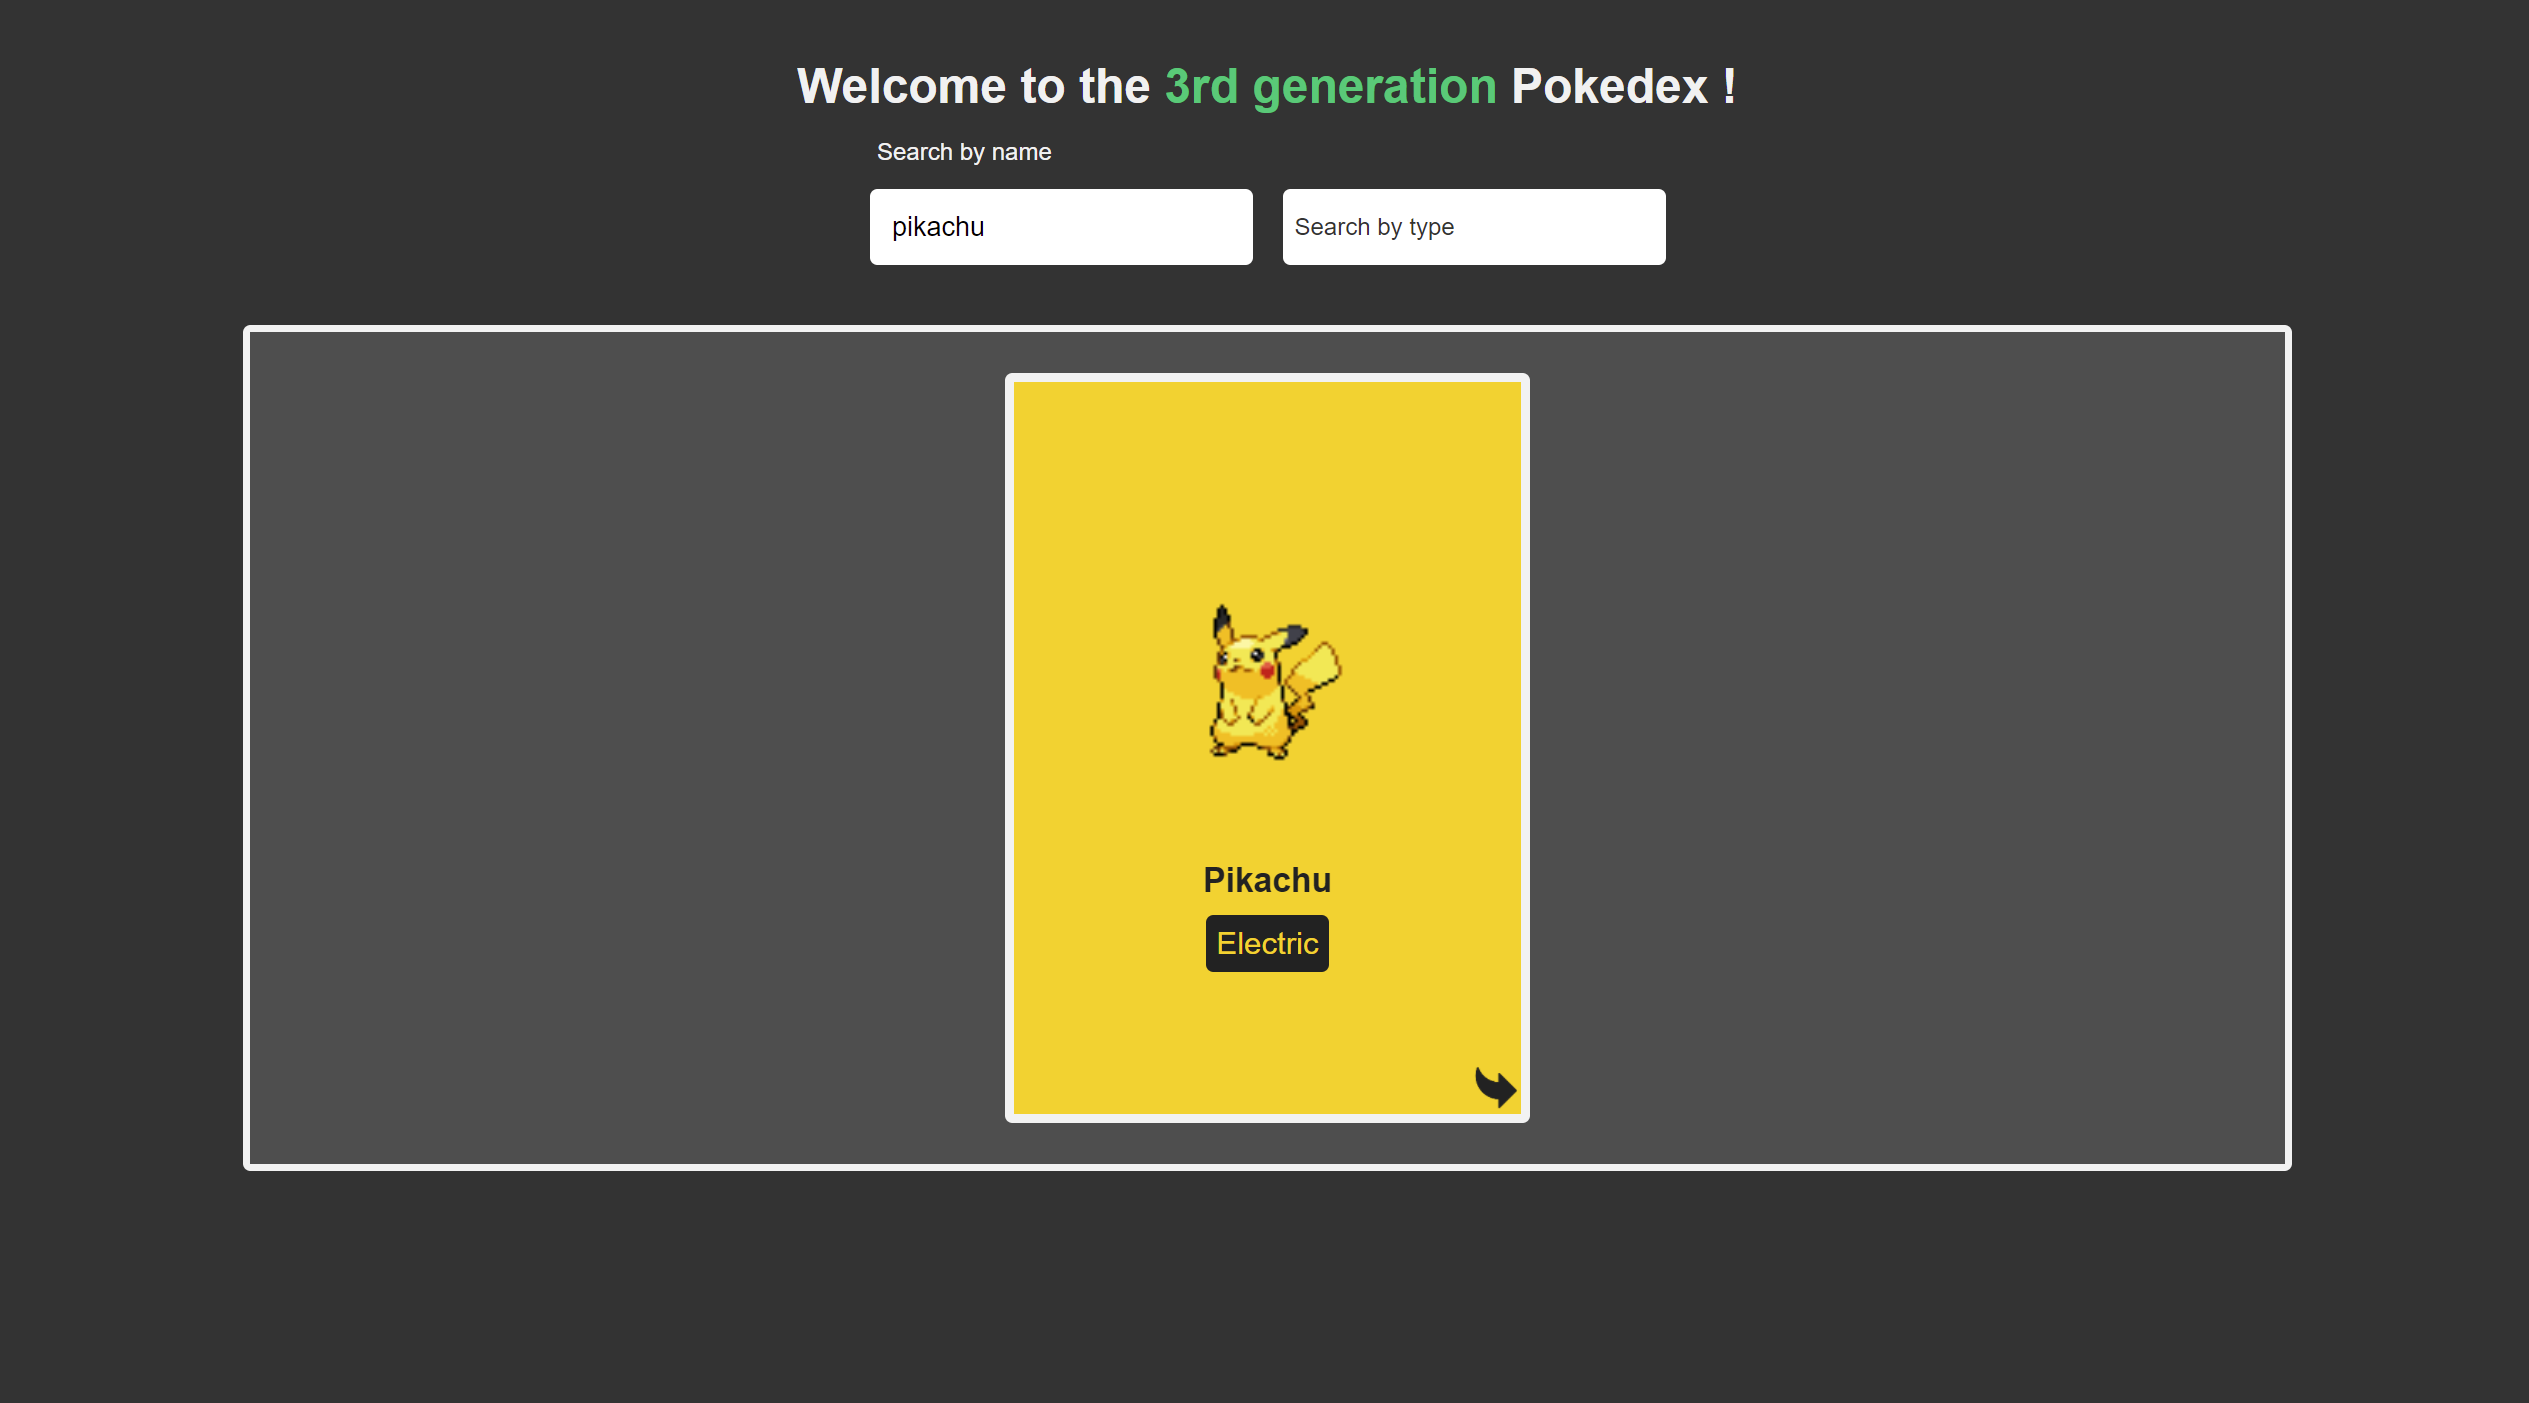 Welcome to the 3rd generation Pokedex !
Search by name
pikachu
Search by type
Pikachu
Electric